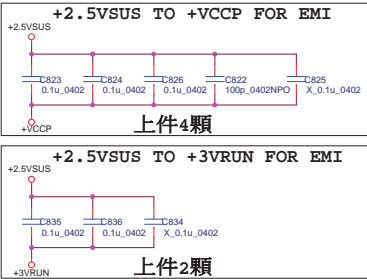 +2.5VSUS TO +VCCP FOR EMI
+2.5VSUS
C823 C824 C826 C822 C825
0.1u_0402 0.1u_0402 0.1u_0402 100p_0402NPO X_0.1u_0402
+VCCP
上件4顆
+2.5VSUS TO +3VRUN FOR EMI
+2.5VSUS
C835 C836 C834
0.1u_0402 0.1u_0402 X_0.1u_0402
+3VRUN
上件2顆